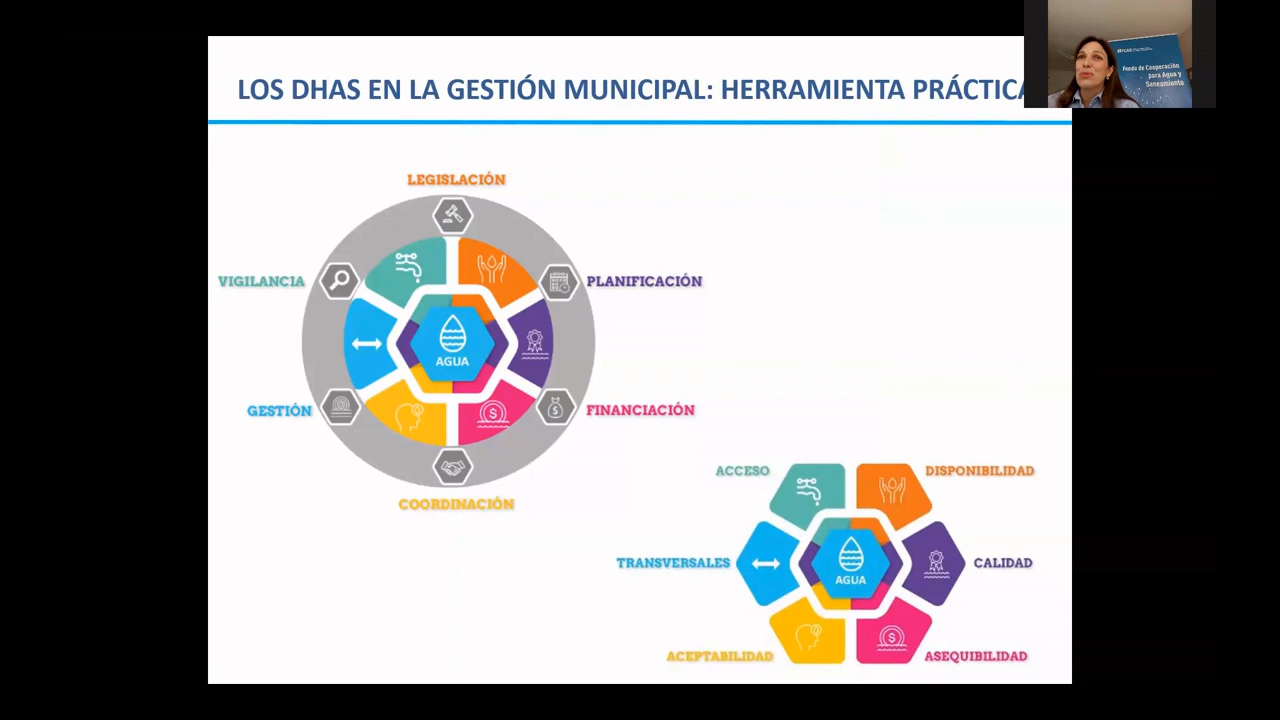 LOS DHAS EN LA GESTIÓN MUNICIPAL: HERRAMIENTA PRÁCTICA
Fondo de Cooperación
para Agua y
Saneamiento
LEGISLACIÓN
VIGILANCIA
PLANIFICACIÓN
AGUA
GESTIÓN
FINANCIACIÓN
COORDINACIÓN
ACCESO
DISPONIBILIDAD
TRANSVERSALES
CALIDAD
AGUA
ACEPTABILIDAD
ASEQUIBILIDAD